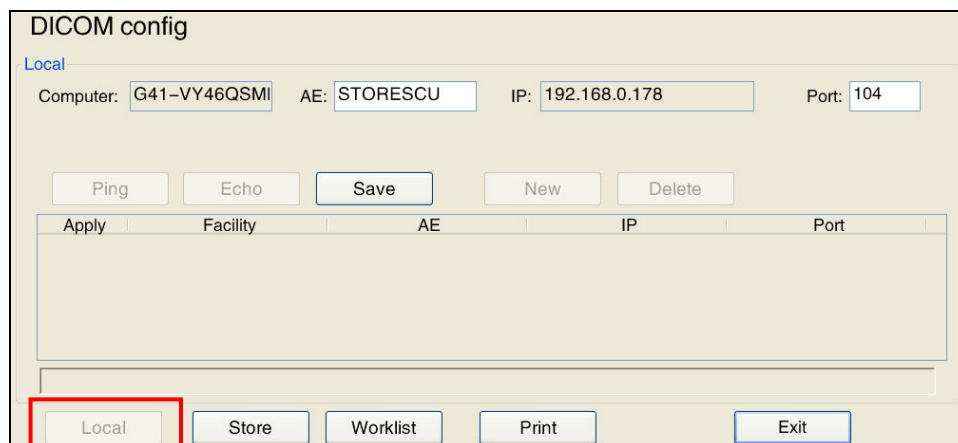 DICOM config
Local
Computer: G41-VY46QSMI AE: STORESCU IP: 192.168.0.178 Port: 104
Ping Echo Save New Delete
Apply Facility AE IP Port
Local Store Worklist Print Exit